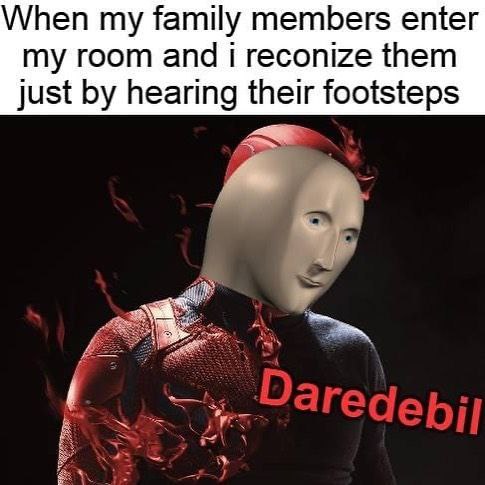 When my family members enter
my room and i reconize them
just by hearing their footsteps
Daredebil